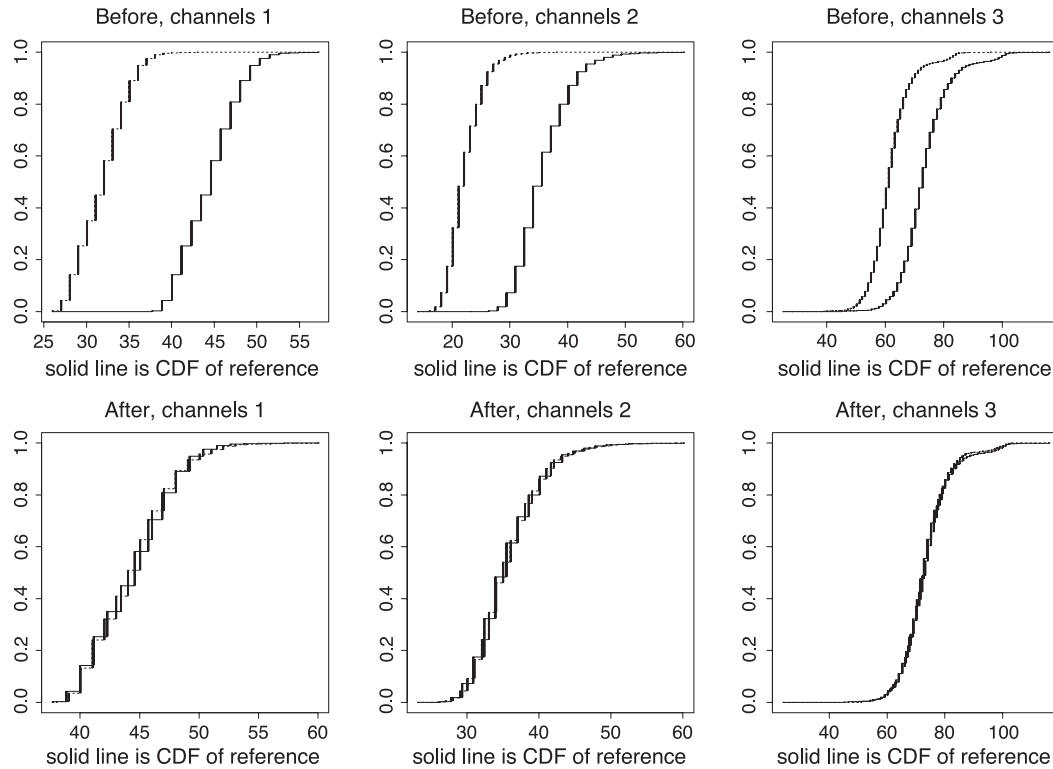 Before, channels 1
Before, channels 2
Before, channels 3
0.0 0.2 0.4 0.6 0.8 1.0
25 30 35 40 45 50 55
solid line is CDF of reference
0.0 0.2 0.4 0.6 0.8 1.0
20 30 40 50 60
solid line is CDF of reference
0.0 0.2 0.4 0.6 0.8 1.0
40 60 80 100
solid line is CDF of reference
After, channels 1
After, channels 2
After, channels 3
0.0 0.2 0.4 0.6 0.8 1.0
40 45 50 55 60
solid line is CDF of reference
0.0 0.2 0.4 0.6 0.8 1.0
30 40 50 60
solid line is CDF of reference
0.0 0.2 0.4 0.6 0.8 1.0
40 60 80 100
solid line is CDF of reference